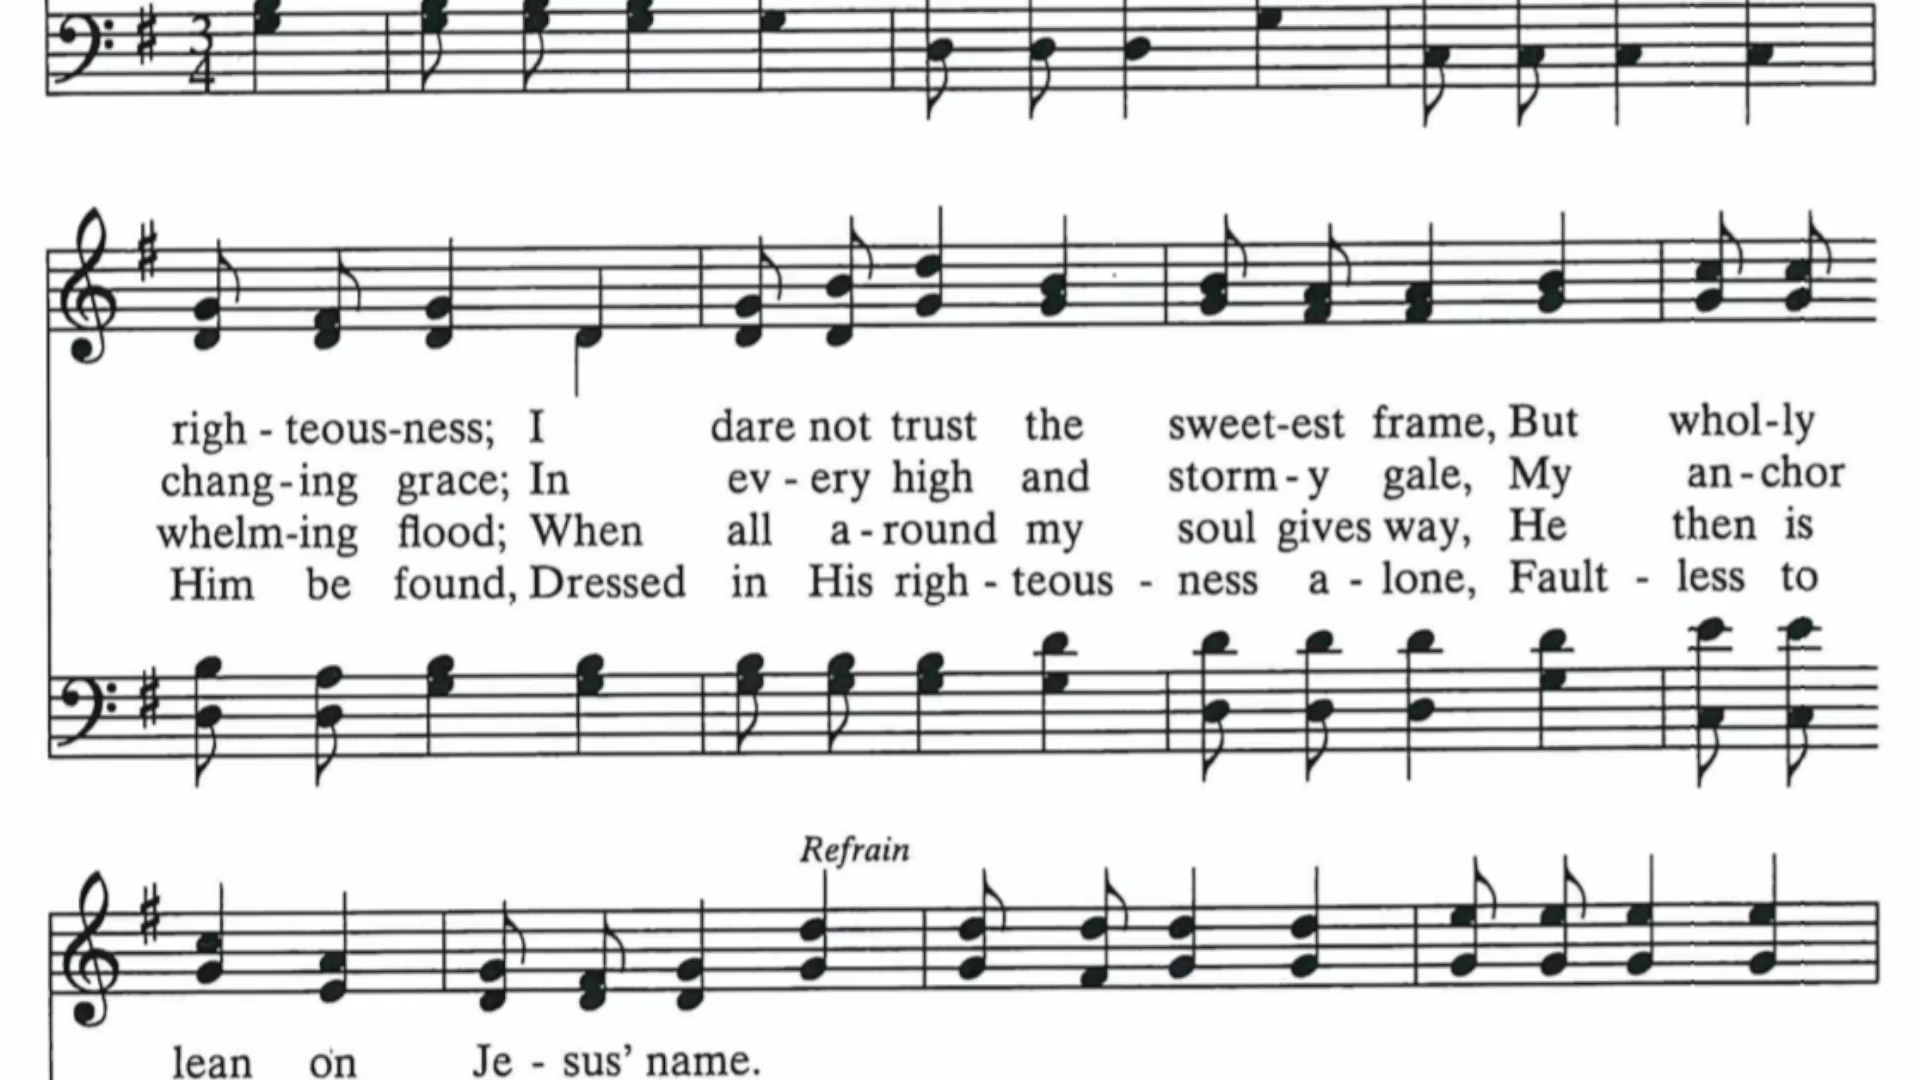 3
4
righ - teous-ness; I dare not trust the sweet-est frame, But whol-ly
chang-ing grace; In ev - ery high and storm - y gale, My an - chor
whelm-ing flood; When all a - round my soul gives way, He then is
Him be found, Dressed in His righ - teous - ness a - lone, Fault - less to
Refrain
lean on Je - sus’ name.